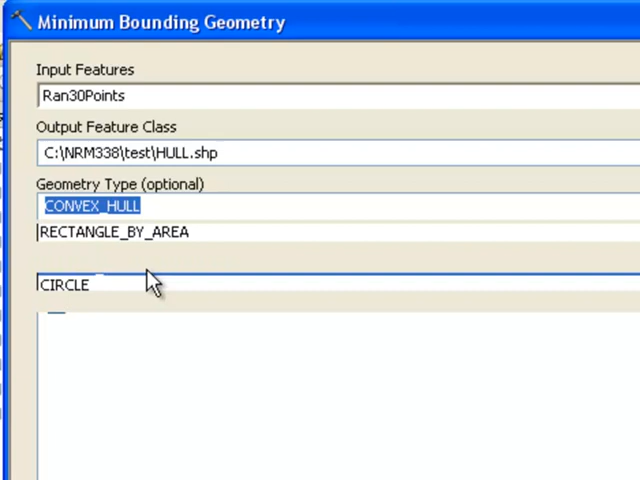 Minimum Bounding Geometry
Input Features
Ran30Points
Output Feature Class
C:\NRM338\test\HULL.shp
Geometry Type (optional)
CONVEX_HULL
RECTANGLE_BY_AREA
CIRCLE